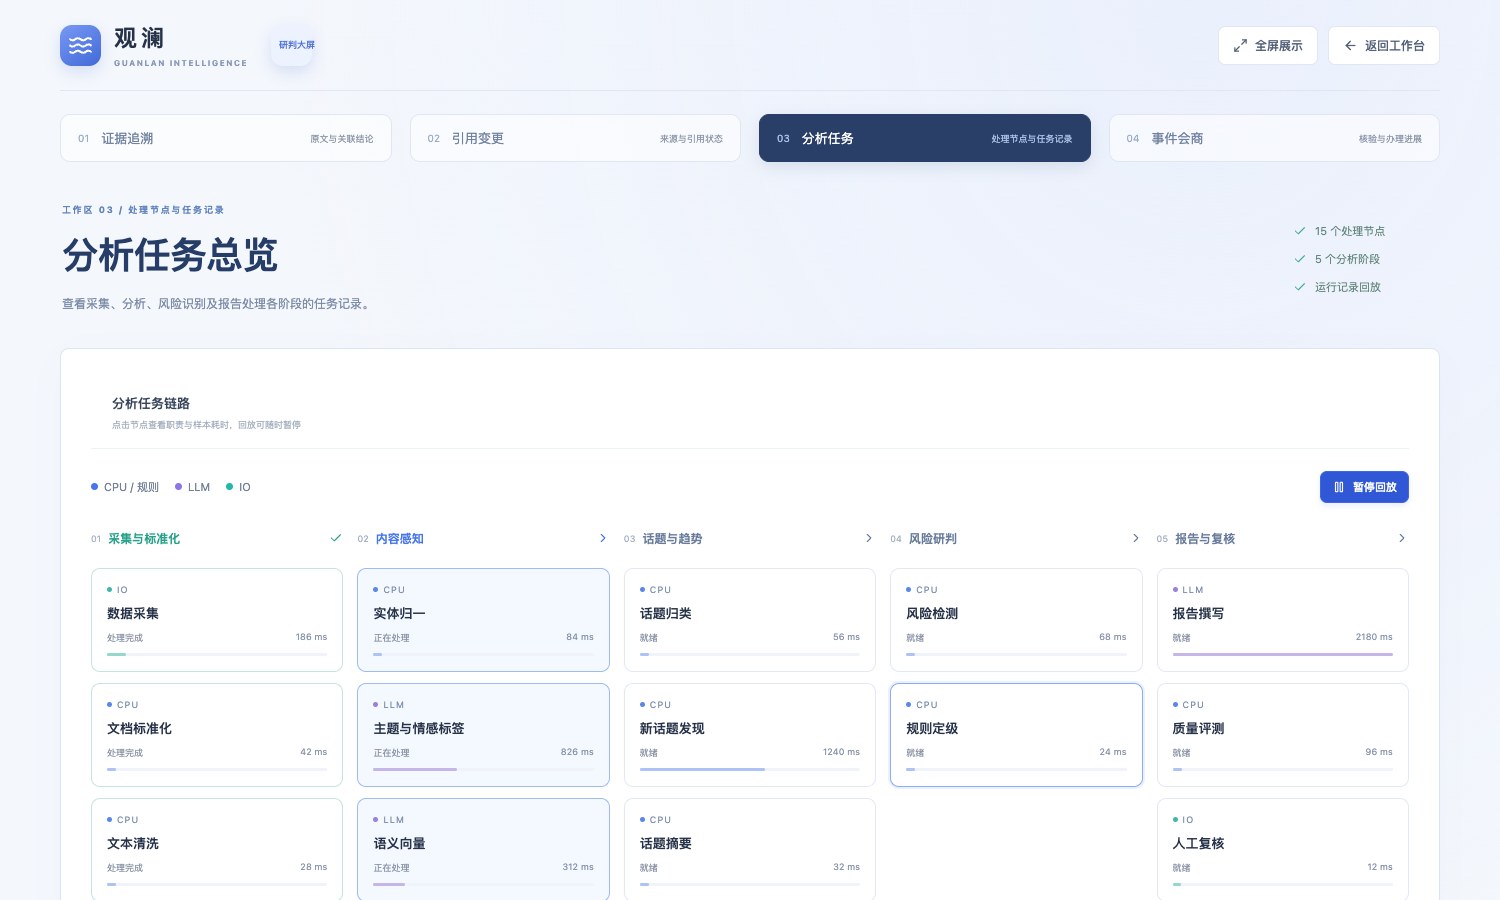 观澜
GUANLAN INTELLIGENCE
研判大屏
全屏展示
返回工作台
01 证据追溯 原文与关联结论
02 引用变更 来源与引用状态
03 分析任务 处理节点与任务记录
04 事件会商 核验与办理进展
工作区 03 / 处理节点与任务记录
分析任务总览
查看采集、分析、风险识别及报告处理各阶段的任务记录。
15 个处理节点
5 个分析阶段
运行记录回放
分析任务链路
点击节点查看职责与样本耗时，回放可随时暂停
CPU / 规则 LLM IO
暂停回放
01 采集与标准化
02 内容感知
03 话题与趋势
04 风险研判
05 报告与复核
IO
数据采集
处理完成 186 ms
CPU
实体归一
正在处理 84 ms
CPU
话题归类
就绪 56 ms
CPU
风险检测
就绪 68 ms
LLM
报告撰写
就绪 2180 ms
CPU
文档标准化
处理完成 42 ms
LLM
主题与情感标签
正在处理 826 ms
CPU
新话题发现
就绪 1240 ms
CPU
规则定级
就绪 24 ms
CPU
质量评测
就绪 96 ms
CPU
文本清洗
处理完成 28 ms
LLM
语义向量
正在处理 312 ms
CPU
话题摘要
就绪 32 ms
IO
人工复核
就绪 12 ms